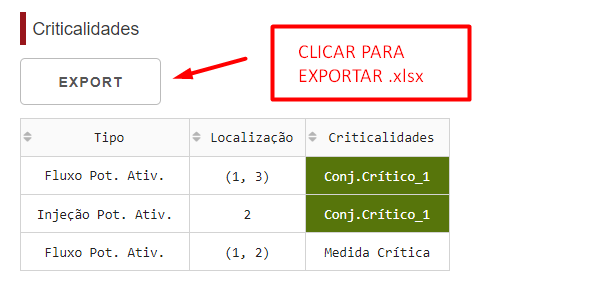 Criticalidades
CLICAR PARA
EXPORTAR .xlsx
EXPORT
Tipo Localização Criticalidades
Fluxo Pot. Ativ. (1, 3) Conj.Crítico_1
Injeção Pot. Ativ. 2 Conj.Crítico_1
Fluxo Pot. Ativ. (1, 2) Medida Crítica